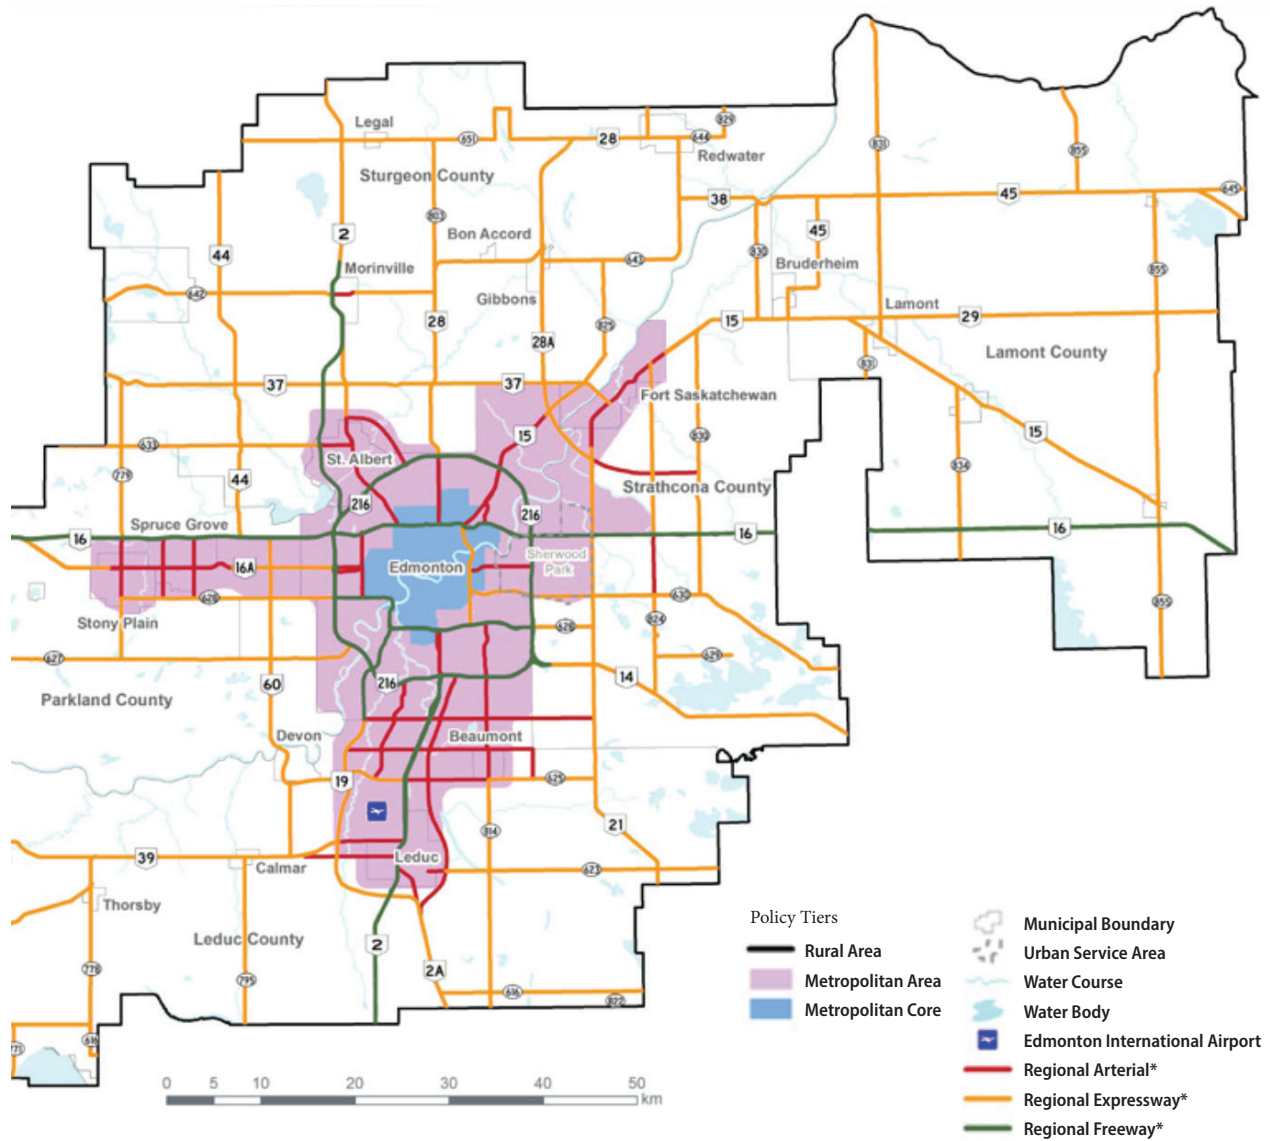 829
Legal
651
28
644
Redwater
831
855
Sturgeon County
645
38
45
803
2
Bon Accord
45
44
830
643
Bruderheim
Morinville
855
642
Gibbons
Lamont
28
825
15
29
28A
Lamont County
831
37
37
Fort Saskatchewan
15
830
15
633
St. Albert
834
779
44
Strathcona County
216
216
Spruce Grove
16
16
16
Sherwood
Park
16A
Edmonton
628
630
855
Stony Plain
628
824
627
629
216
14
60
Parkland County
Devon
Beaumont
19
625
21
814
39
Leduc
Calmar
623
Thorsby
Leduc County
2
2A
778
795
616
822
616
771
0 5 10 20 30 40 50
km
Policy Tiers
Rural Area
Metropolitan Area
Metropolitan Core
Municipal Boundary
Urban Service Area
Water Course
Water Body
Edmonton International Airport
Regional Arterial*
Regional Expressway*
Regional Freeway*